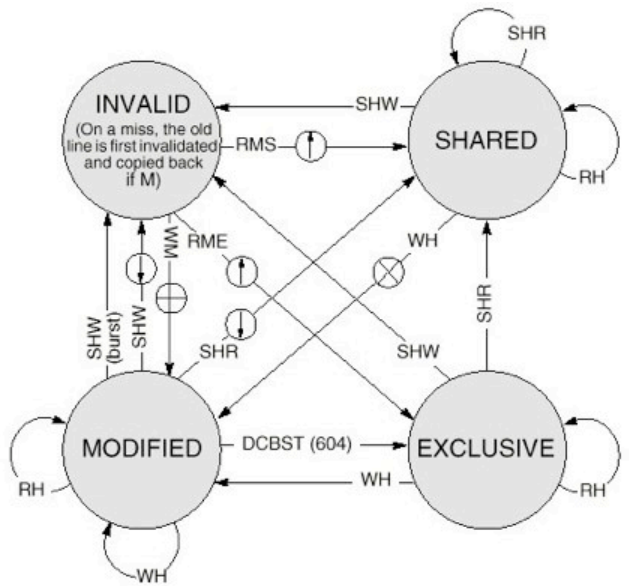 SHR
INVALID
(On a miss, the old
line is first invalidated
and copied back
if M)
SHW
RMS
SHARED
RH
WM
RME
WH
SHW
(burst)
SHW
SHR
SHW
SHR
MODIFIED
DCBST (604)
EXCLUSIVE
WH
RH
RH
WH